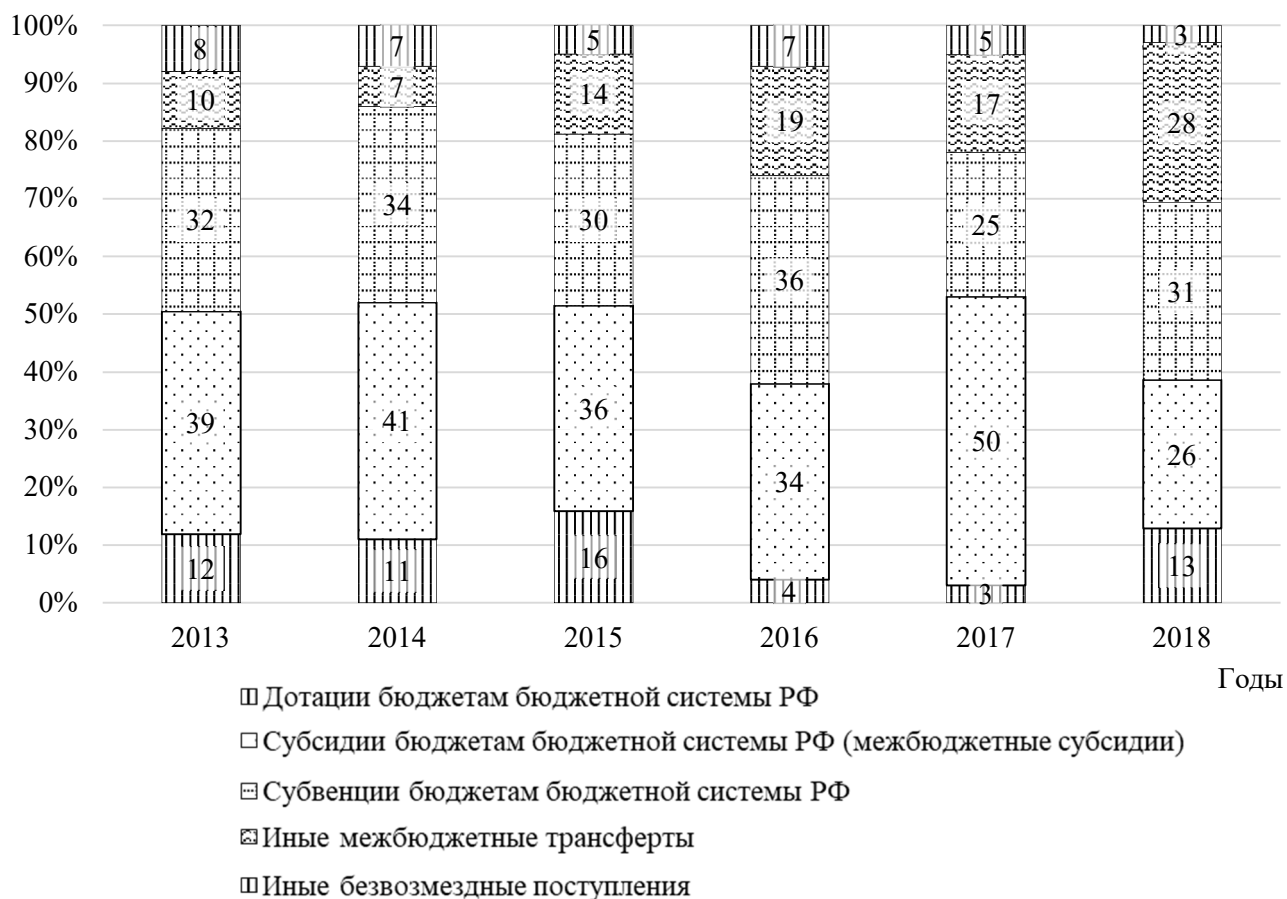 100%
8 7 5 7 5 3
90%
10 7 14 19 17 28
80%
70%
32 34 30 36 25 31
60%
50%
40%
39 41 36 34 50 26
30%
20%
10%
12 11 16 4 3 13
0%
2013 2014 2015 2016 2017 2018
Годы
Дотации бюджетам бюджетной системы РФ
Субсидии бюджетам бюджетной системы РФ (межбюджетные субсидии)
Субвенции бюджетам бюджетной системы РФ
Иные межбюджетные трансферты
Иные безвозмездные поступления